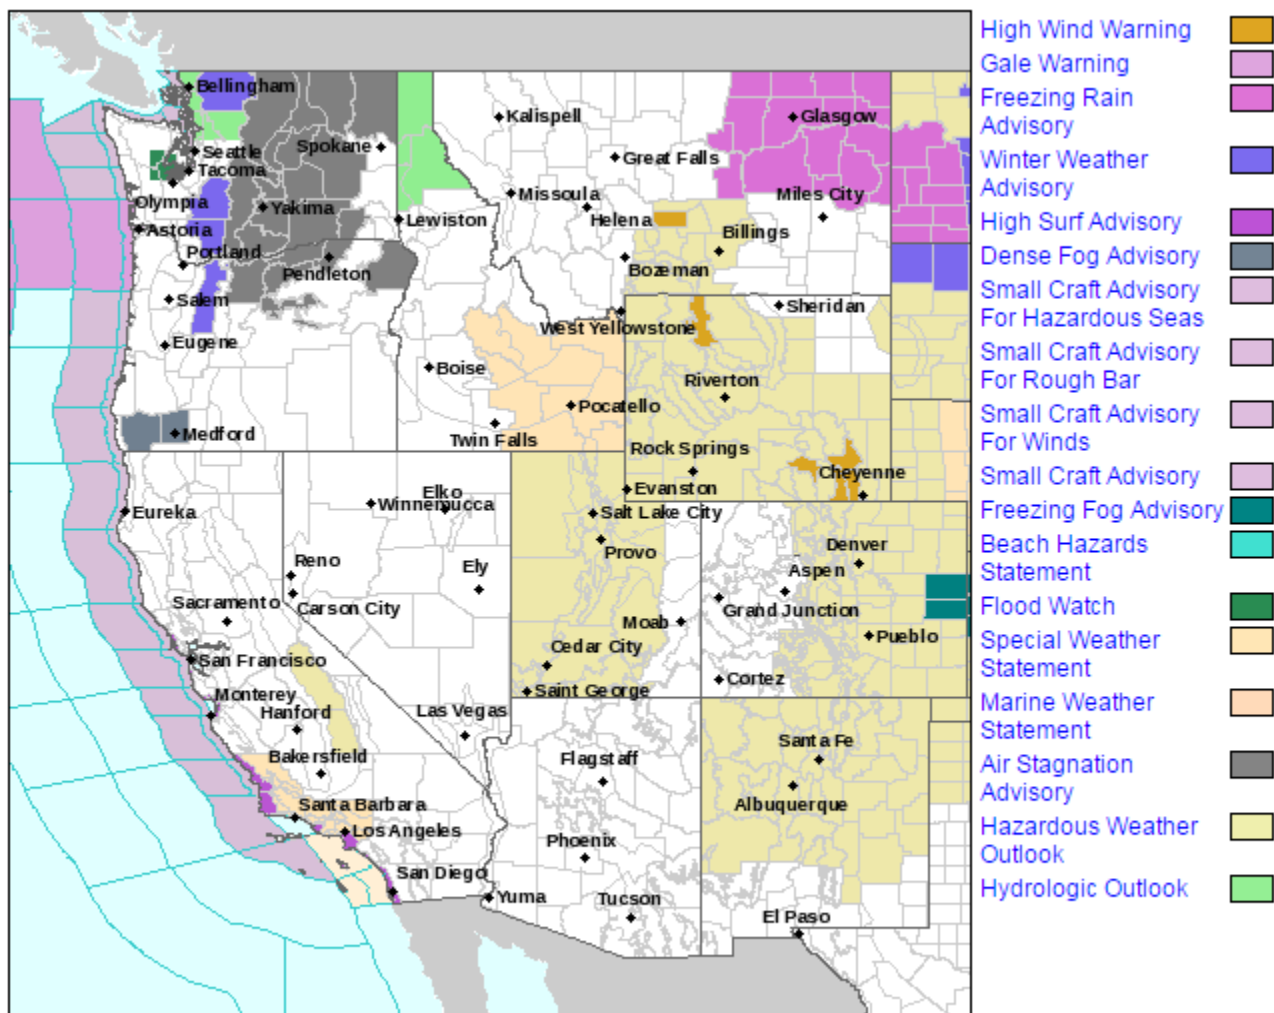 Bellingham
Kalispell
Glasgow
Spokane
Great Falls
Seattle
Tacoma
Missoula
Miles City
Olympia
Yakima
Lewiston
Helena
Astoria
Billings
Portland
Pendleton
Bozeman
Salem
Sheridan
West Yellowstone
Eugene
Boise
Riverton
Pocatello
Medford
Twin Falls
Rock Springs
Cheyenne
Elko
Evanston
Winnemucca
Eureka
Salt Lake City
Provo
Denver
Reno
Ely
Aspen
Sacramento
Carson City
Grand Junction
Moab
Pueblo
Cedar City
San Francisco
Cortez
Saint George
Monterey
Hanford
Las Vegas
Santa Fe
Bakersfield
Flagstaff
Santa Barbara
Albuquerque
Los Angeles
Phoenix
San Diego
Yuma
Tucson
El Paso
High Wind Warning
Gale Warning
Freezing Rain
Advisory
Winter Weather
Advisory
High Surf Advisory
Dense Fog Advisory
Small Craft Advisory
For Hazardous Seas
Small Craft Advisory
For Rough Bar
Small Craft Advisory
For Winds
Small Craft Advisory
Freezing Fog Advisory
Beach Hazards
Statement
Flood Watch
Special Weather
Statement
Marine Weather
Statement
Air Stagnation
Advisory
Hazardous Weather
Outlook
Hydrologic Outlook